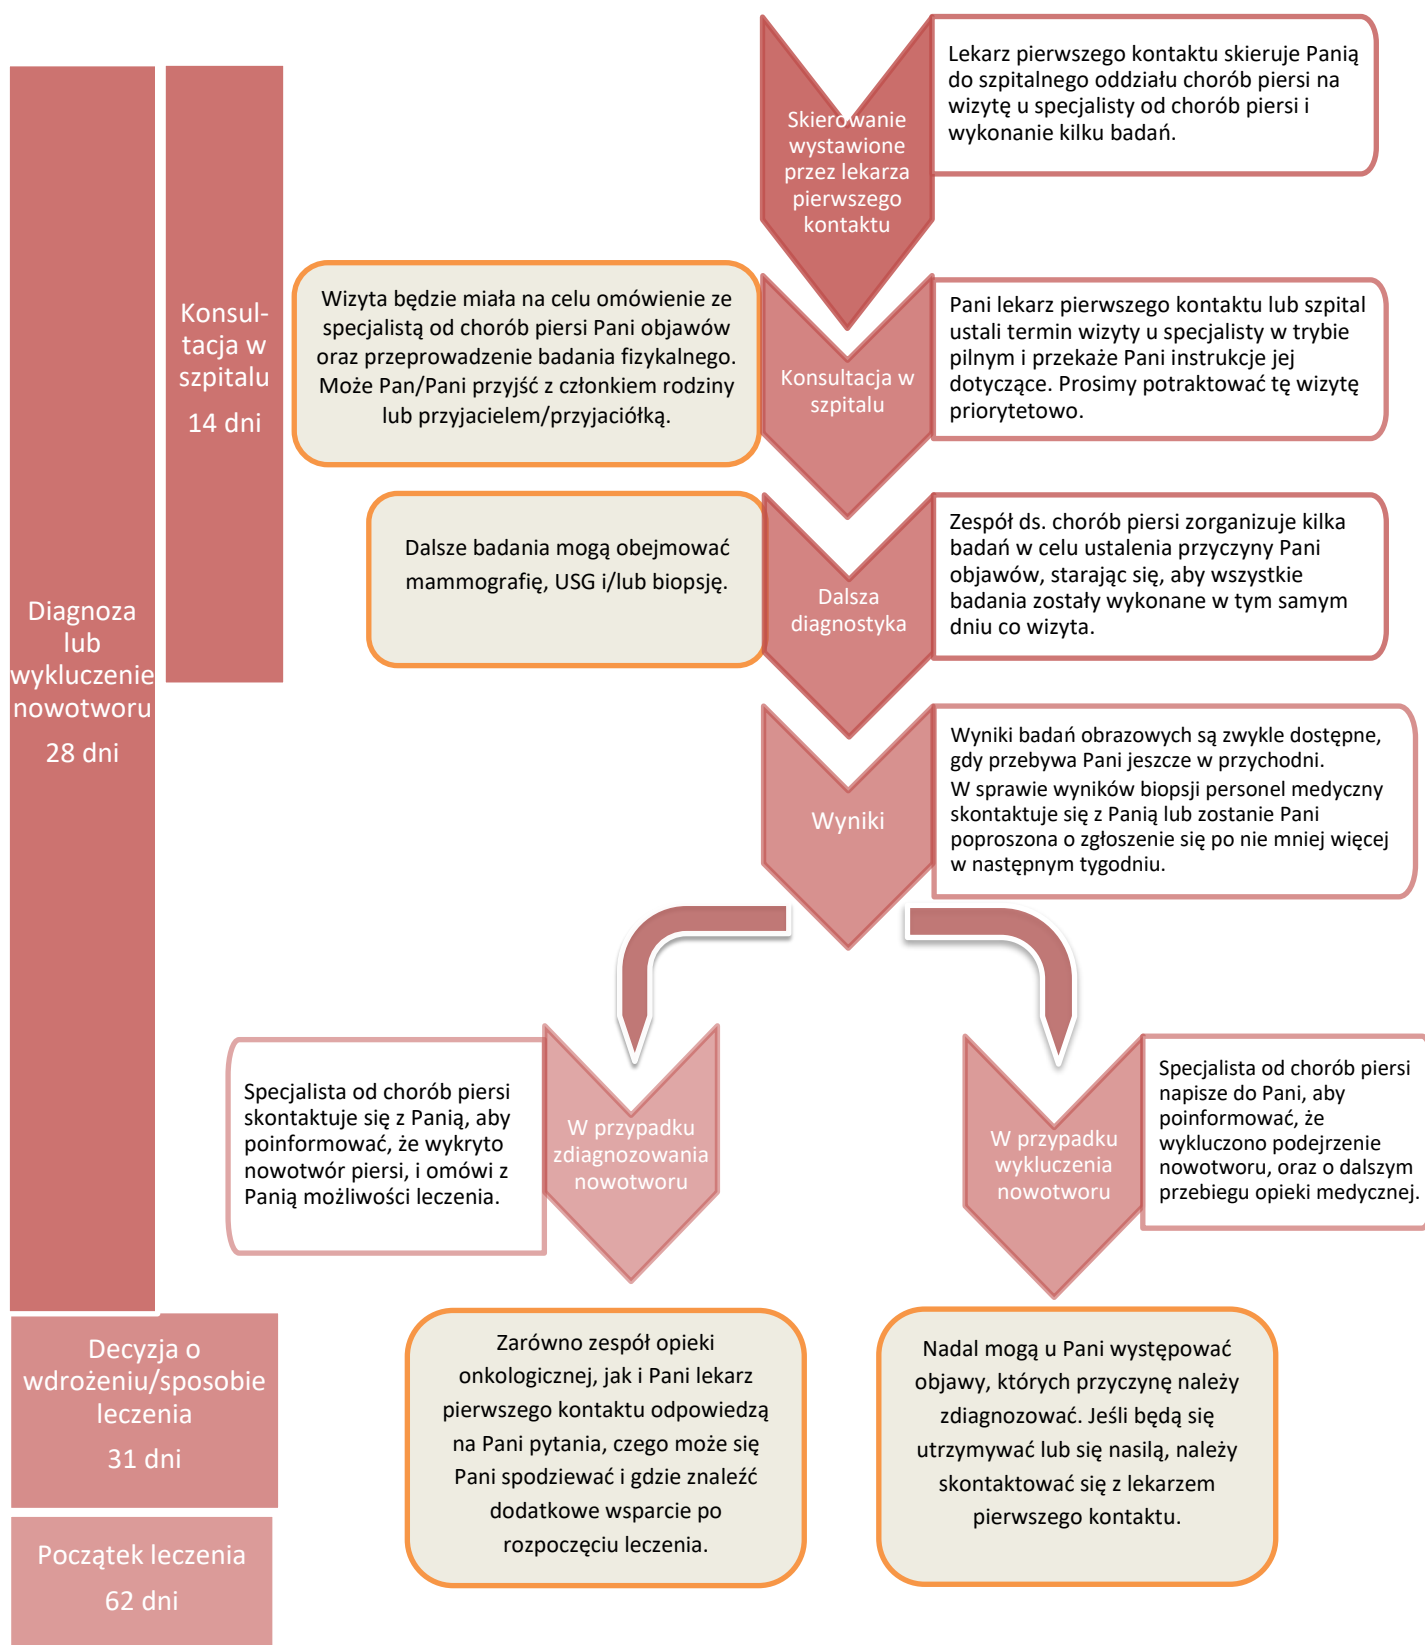 Lekarz pierwszego kontaktu skieruje Panią
do szpitalnego oddziału chorób piersi na
wizytę u specjalisty od chorób piersi i
wykonanie kilku badań.
Skierowanie
wystawione
przez lekarza
pierwszego
kontaktu
Konsul-
tacja w
szpitalu
14 dni
Wizyta będzie miała na celu omówienie ze
specjalistą od chorób piersi Pani objawów
oraz przeprowadzenie badania fizykalnego.
Może Pan/Pani przyjść z członkiem rodziny
lub przyjacielem/przyjaciółką.
Konsultacja w
szpitalu
Pani lekarz pierwszego kontaktu lub szpital
ustali termin wizyty u specjalisty w trybie
pilnym i przekaże Pani instrukcje jej
dotyczące. Prosimy potraktować tę wizytę
priorytetowo.
Diagnoza
lub
wykluczenie
nowotworu
28 dni
Dalsze badania mogą obejmować
mammografię, USG i/lub biopsję.
Dalsza
diagnostyka
Zespół ds. chorób piersi zorganizuje kilka
badań w celu ustalenia przyczyny Pani
objawów, starając się, aby wszystkie
badania zostały wykonane w tym samym
dniu co wizyta.
Wyniki
Wyniki badań obrazowych są zwykle dostępne,
gdy przebywa Pani jeszcze w przychodni.
W sprawie wyników biopsji personel medyczny
skontaktuje się z Panią lub zostanie Pani
poproszona o zgłoszenie się po nie mniej więcej
w następnym tygodniu.
Specjalista od chorób piersi
skontaktuje się z Panią, aby
poinformować, że wykryto
nowotwór piersi, i omówi z
Panią możliwości leczenia.
W przypadku
zdiagnozowania
nowotworu
W przypadku
wykluczenia
nowotworu
Specjalista od chorób piersi
napisze do Pani, aby
poinformować, że
wykluczono podejrzenie
nowotworu, oraz o dalszym
przebiegu opieki medycznej.
Decyzja o
wdrożeniu/sposobie
leczenia
31 dni
Zarówno zespół opieki
onkologicznej, jak i Pani lekarz
pierwszego kontaktu odpowiedzą
na Pani pytania, czego może się
Pani spodziewać i gdzie znaleźć
dodatkowe wsparcie po
rozpoczęciu leczenia.
Nadal mogą u Pani występować
objawy, których przyczynę należy
zdiagnozować. Jeśli będą się
utrzymywać lub się nasilą, należy
skontaktować się z lekarzem
pierwszego kontaktu.
Początek leczenia
62 dni